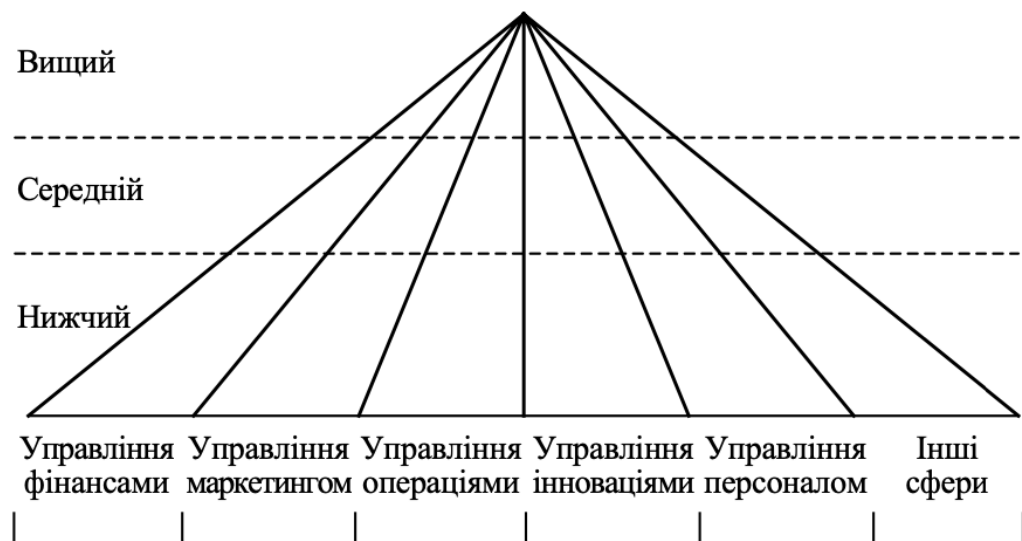 Вищий
Середній
Нижчий
Управління Управління Управління Управління Управління Інші
фінансами маркетингом операціями інноваціями персоналом сфери